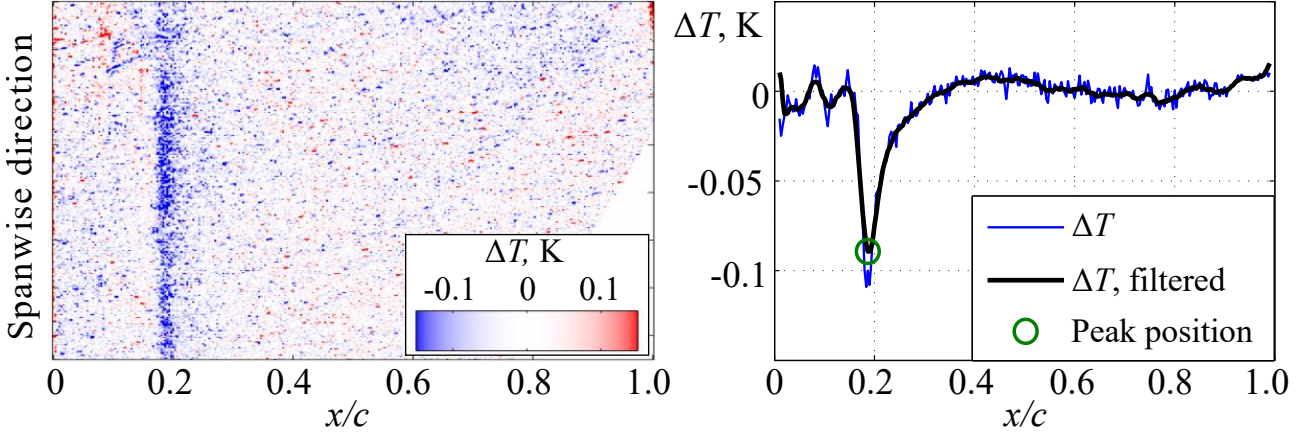 Spanwise direction
ΔT, K
-0.1 0 0.1
0 0.2 0.4 0.6 0.8 1.0
x/c
ΔT, K
0
-0.05
-0.1
ΔT
ΔT, filtered
Peak position
0 0.2 0.4 0.6 0.8 1.0
x/c